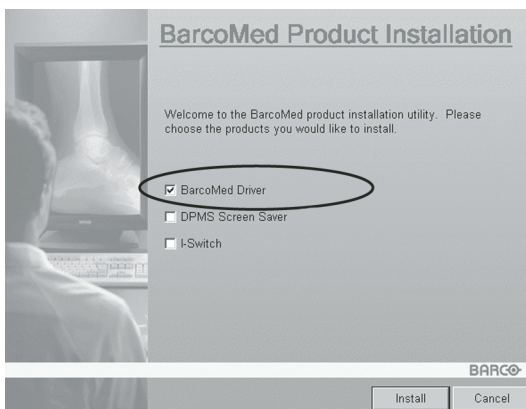 BarcoMed Product Installation
Welcome to the BarcoMed product installation utility. Please
choose the products you would like to install.
BarcoMed Driver
DPMS Screen Saver
I-Switch
BARCO
Install Cancel